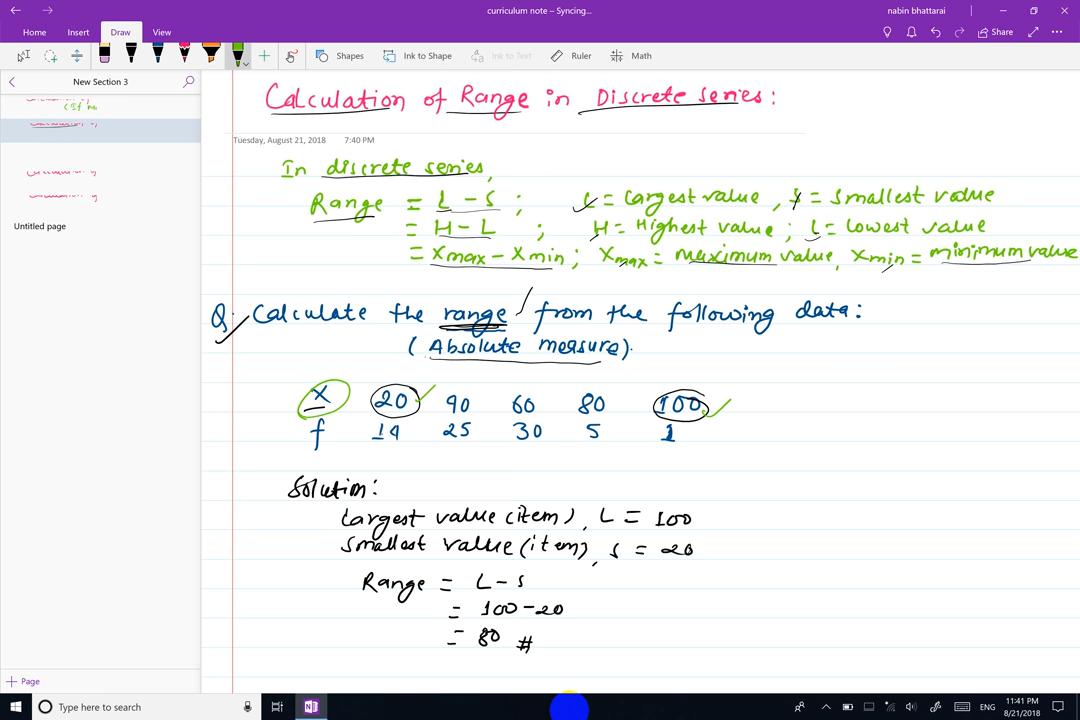 curriculum note – Syncing...
nabin bhattarai
Home Insert Draw View
Share
Shapes Ink to Shape Ink to Text Ruler Math
New Section 3
Calculation of Range in Discrete series:
Tuesday, August 21, 2018 7:40 PM
In discrete series,
Range = L - S ; L = Largest value, S = Smallest value
= H - L ; H = Highest value; L = Lowest value
= Xmax - Xmin ; Xmax = maximum value, Xmin = minimum value
Untitled page
Q. Calculate the range from the following data:
(Absolute measure).
X 20 90 60 80 100
f 14 25 30 5 1
Solution:
Largest value (item), L = 100
Smallest value (item), S = 20
Range = L - S
= 100 - 20
= 80 #
+ Page
Type here to search
ENG
11:41 PM
8/21/2018